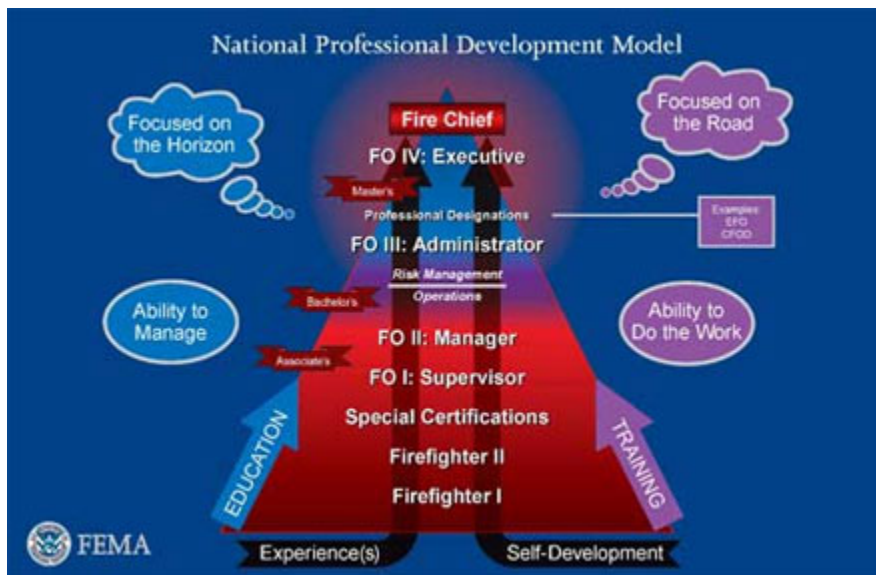 National Professional Development Model
Focused on
the Horizon
Focused on
the Road
Fire Chief
FO IV: Executive
Master's
Professional Designations
Examples:
EFO
CFOD
FO III: Administrator
Risk Management
Operations
Bachelor's
Ability to
Manage
Ability to
Do the Work
FO II: Manager
Associate's
FO I: Supervisor
Special Certifications
Firefighter II
Firefighter I
EDUCATION
TRAINING
FEMA
Experience(s)
Self-Development